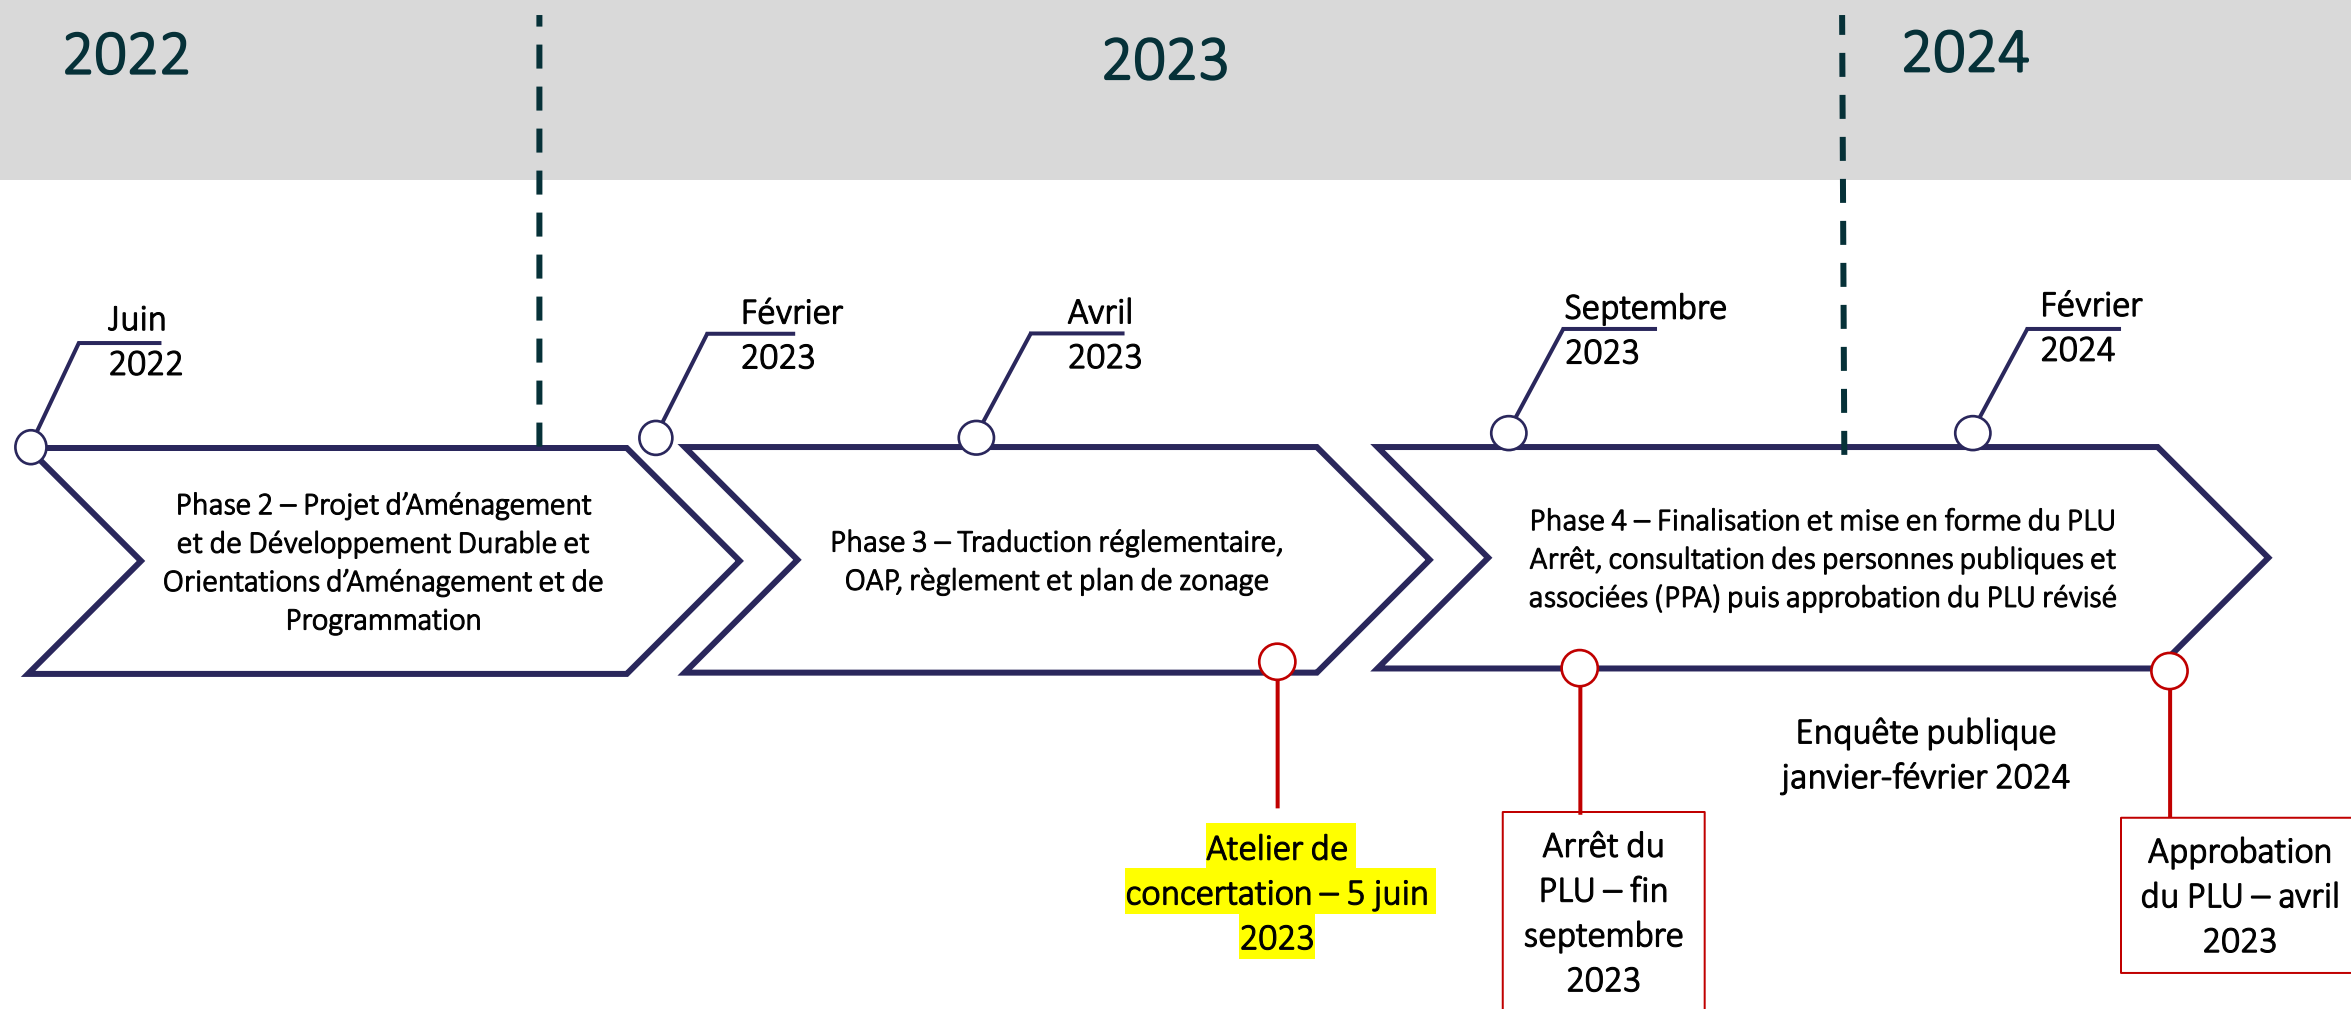 2022
2023
2024
Juin
2022
Février
2023
Avril
2023
Septembre
2023
Février
2024
Phase 2 – Projet d’Aménagement
et de Développement Durable et
Orientations d’Aménagement et de
Programmation
Phase 3 – Traduction réglementaire,
OAP, règlement et plan de zonage
Phase 4 – Finalisation et mise en forme du PLU
Arrêt, consultation des personnes publiques et
associées (PPA) puis approbation du PLU révisé
Atelier de
concertation – 5 juin
2023
Arrêt du
PLU – fin
septembre
2023
Enquête publique
janvier-février 2024
Approbation
du PLU – avril
2023